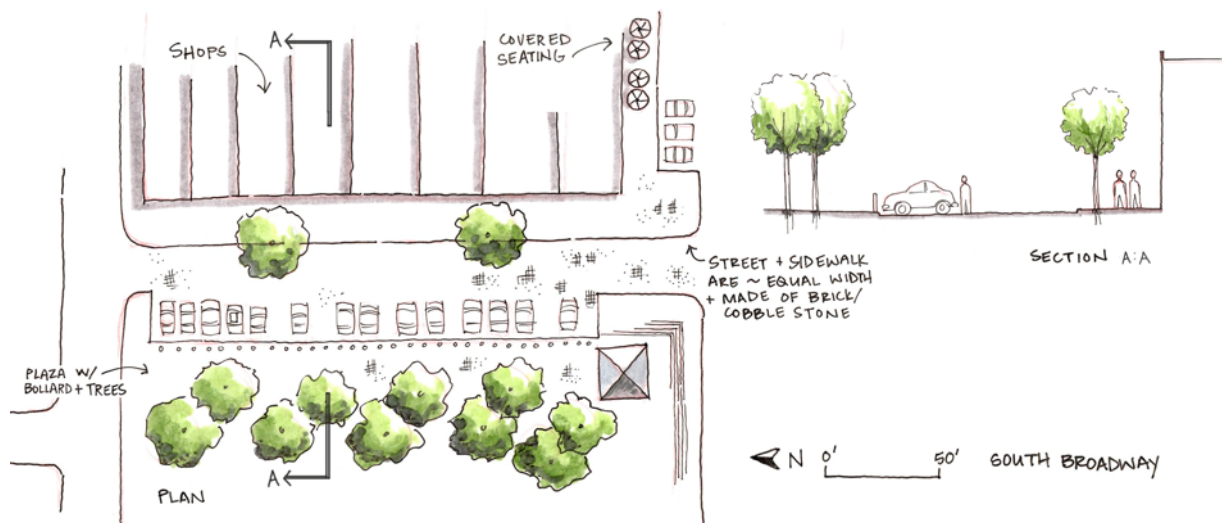 SHOPS
A
COVERED
SEATING
STREET + SIDEWALK
ARE ~ EQUAL WIDTH
+ MADE OF BRICK/
COBBLE STONE
SECTION A:A
PLAZA W/
BOLLARD + TREES
A
PLAN
N 0' 50' SOUTH BROADWAY